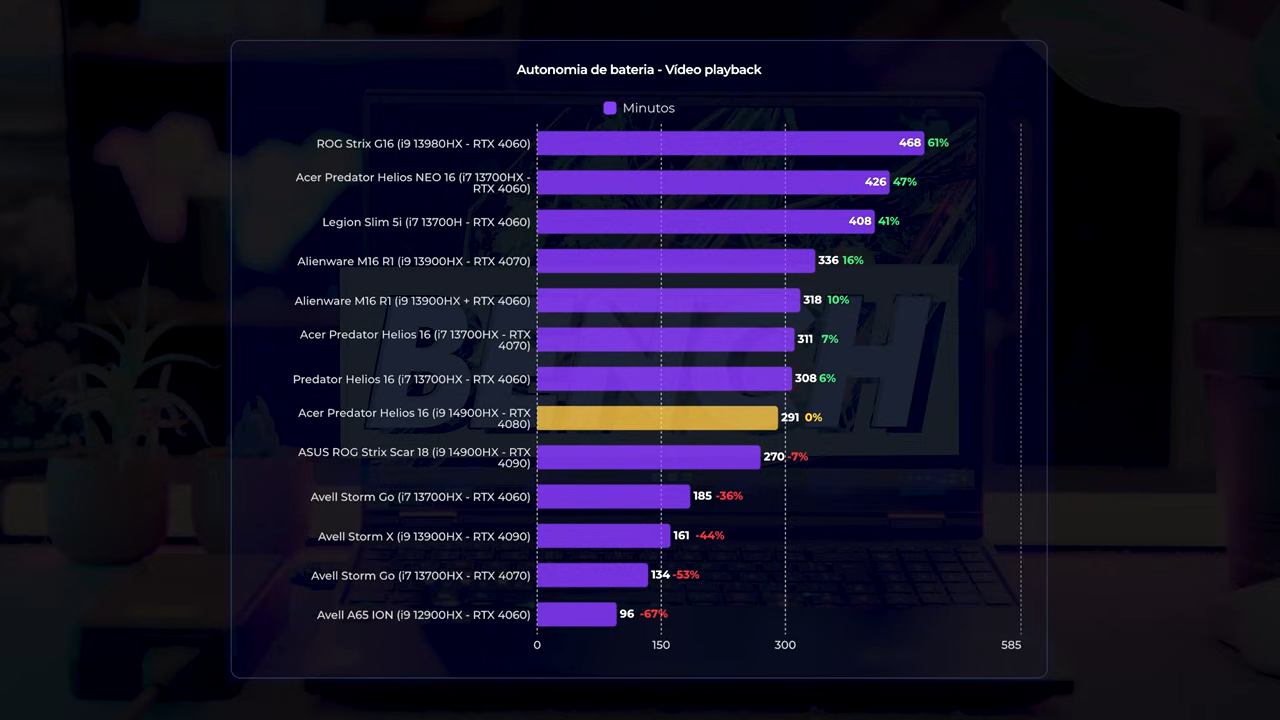 Autonomia de bateria - Vídeo playback
Minutos
ROG Strix G16 (i9 13980HX - RTX 4060) 468 61%
Acer Predator Helios NEO 16 (i7 13700HX -
RTX 4060) 426 47%
Legion Slim 5i (i7 13700H - RTX 4060) 408 41%
Alienware M16 R1 (i9 13900HX - RTX 4070) 336 16%
Alienware M16 R1 (i9 13900HX + RTX 4060) 318 10%
Acer Predator Helios 16 (i7 13700HX - RTX
4070) 311 7%
Predator Helios 16 (i7 13700HX - RTX 4060) 308 6%
Acer Predator Helios 16 (i9 14900HX - RTX
4080) 291 0%
ASUS ROG Strix Scar 18 (i9 14900HX - RTX
4090) 270 -7%
Avell Storm Go (i7 13700HX - RTX 4060) 185 -36%
Avell Storm X (i9 13900HX - RTX 4090) 161 -44%
Avell Storm Go (i7 13700HX - RTX 4070) 134 -53%
Avell A65 ION (i9 12900HX - RTX 4060) 96 -67%
0 150 300 585
BENCH